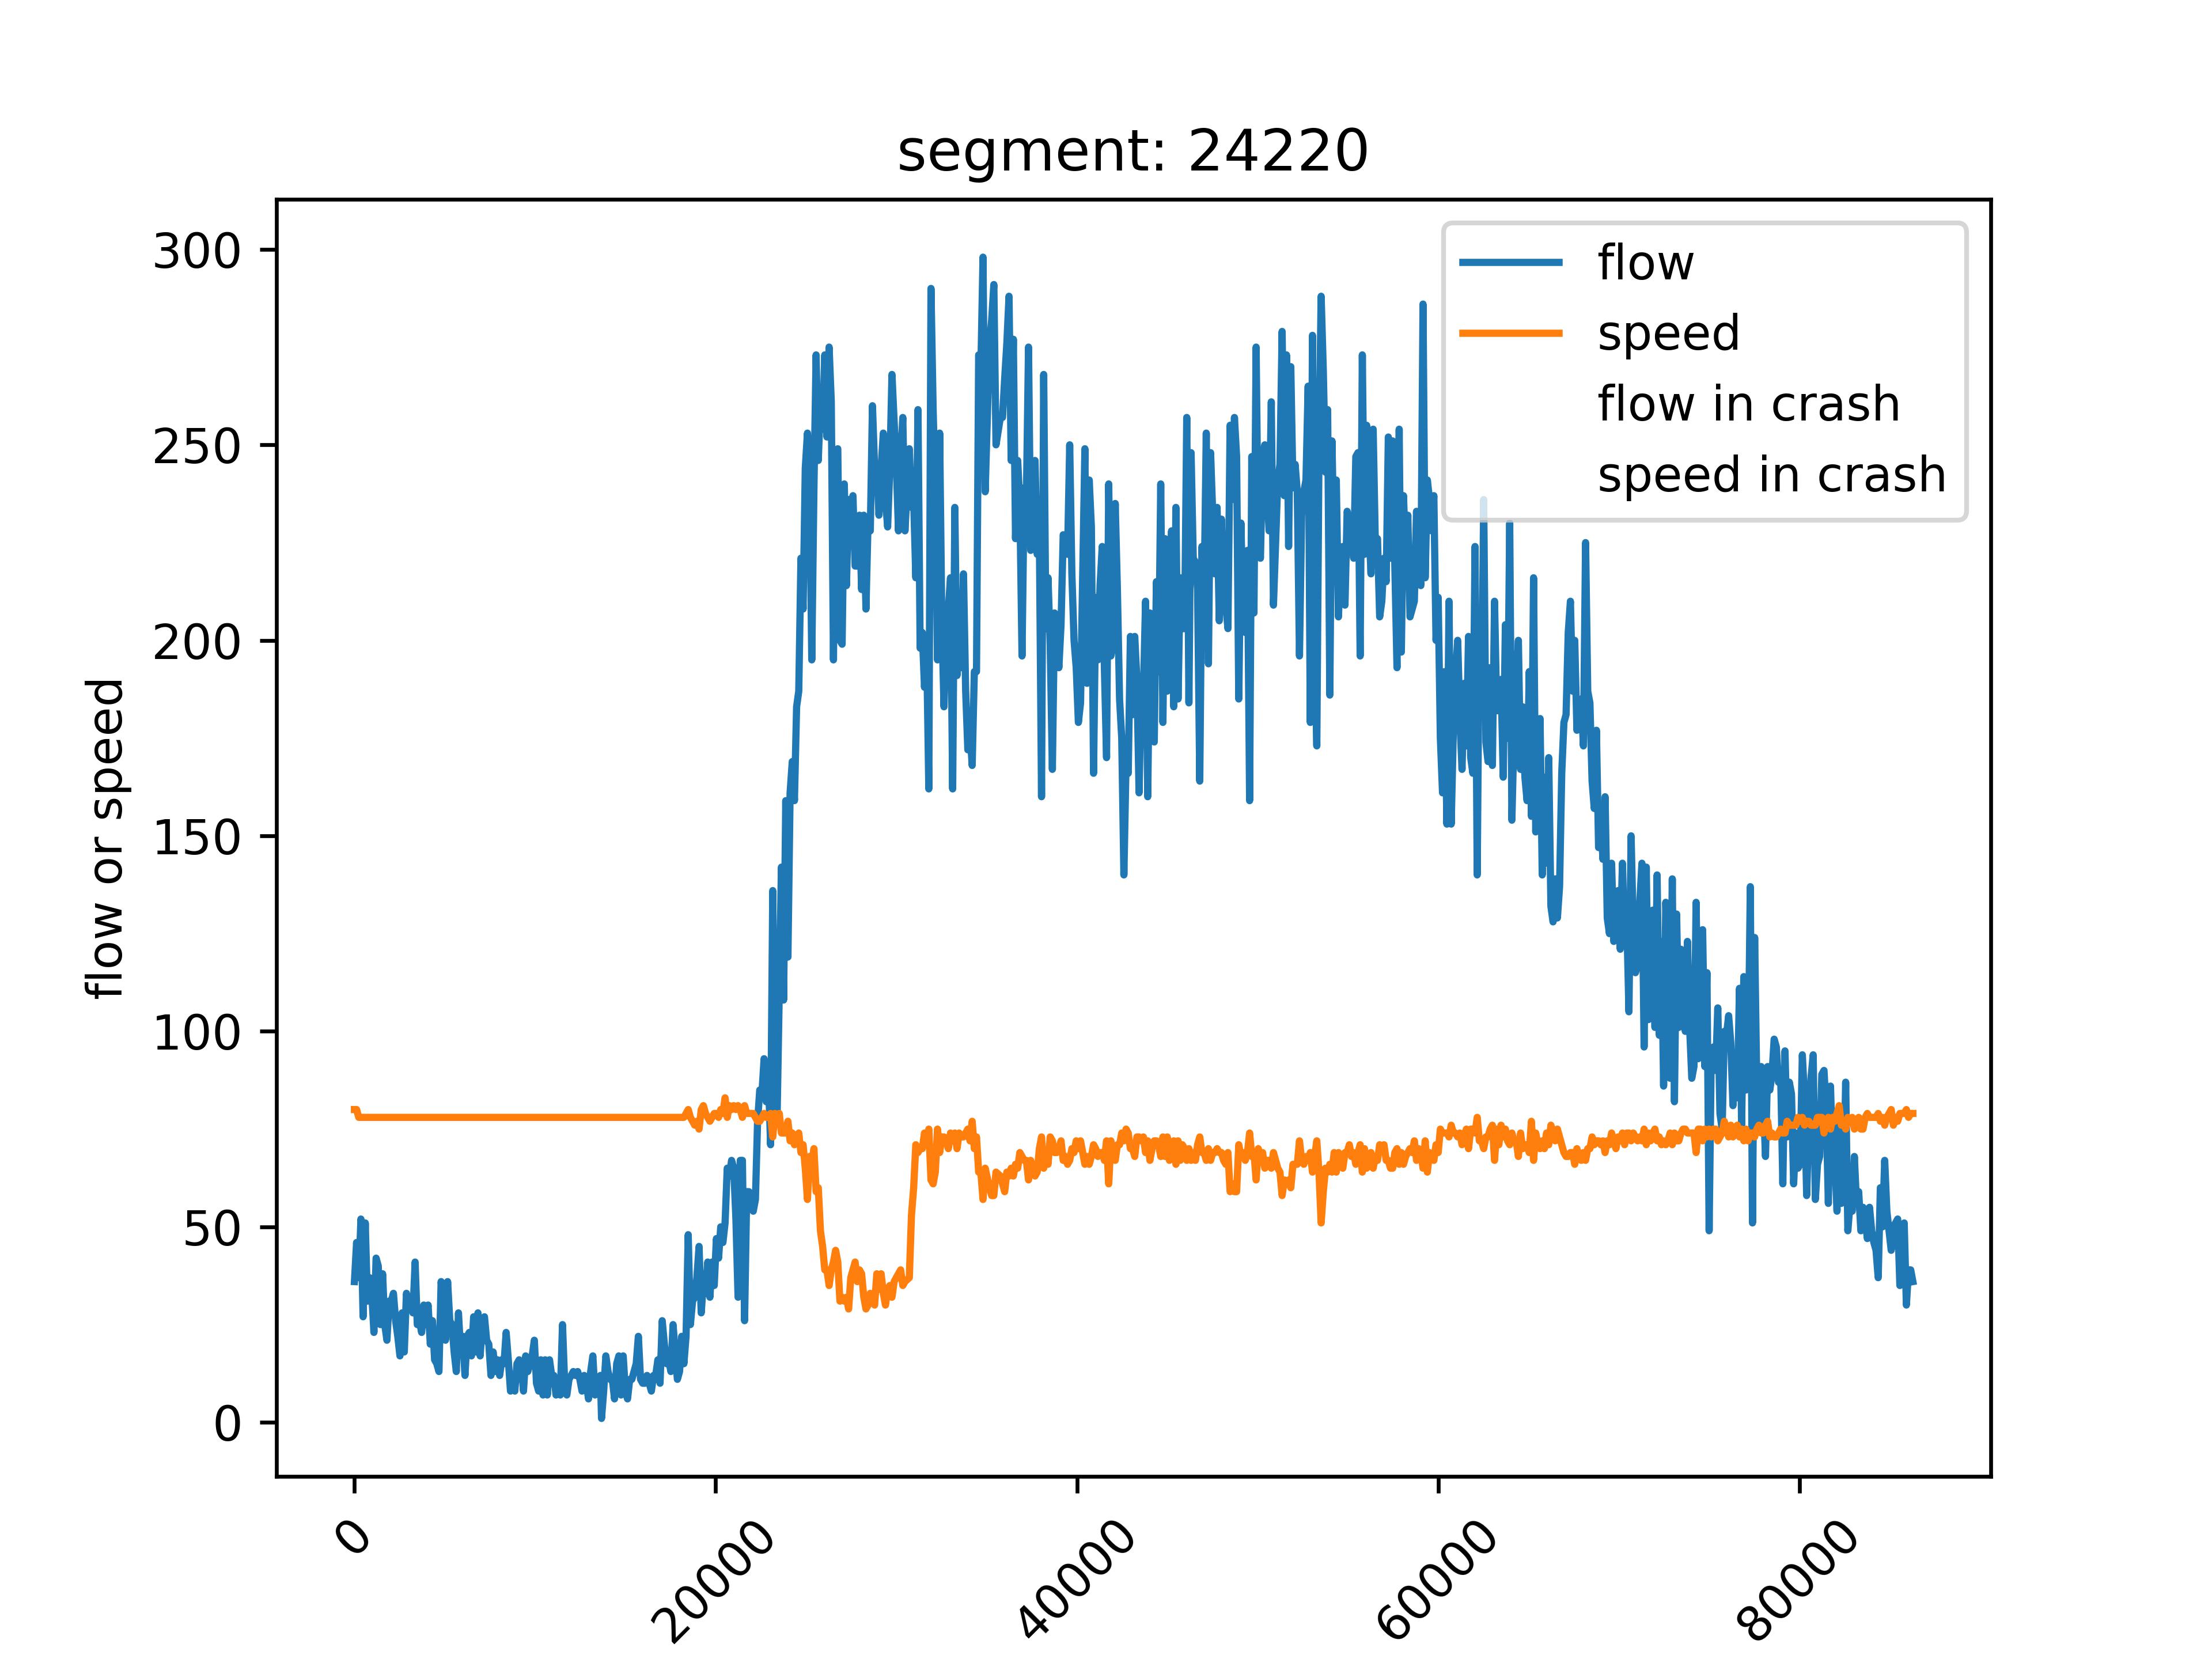 segment: 24220
300
250
200
150
100
50
0
flow or speed
flow
speed
flow in crash
speed in crash
0
20000
40000
60000
80000